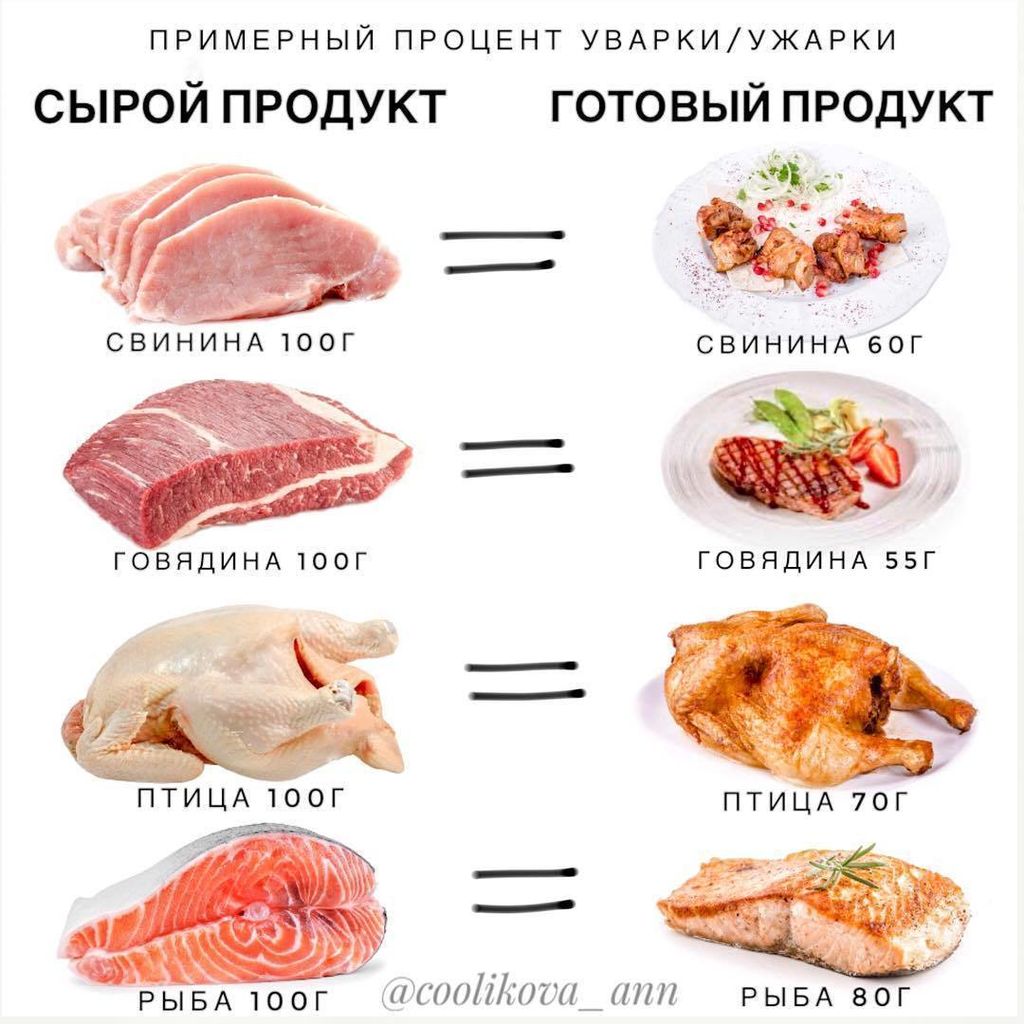 ПРИМЕРНЫЙ ПРОЦЕНТ УВАРКИ/УЖАРКИ
СЫРОЙ ПРОДУКТ
ГОТОВЫЙ ПРОДУКТ
СВИНИНА 100Г
СВИНИНА 60Г
ГОВЯДИНА 100Г
ГОВЯДИНА 55Г
ПТИЦА 100Г
ПТИЦА 70Г
РЫБА 100Г
@coolikova_ann
РЫБА 80Г